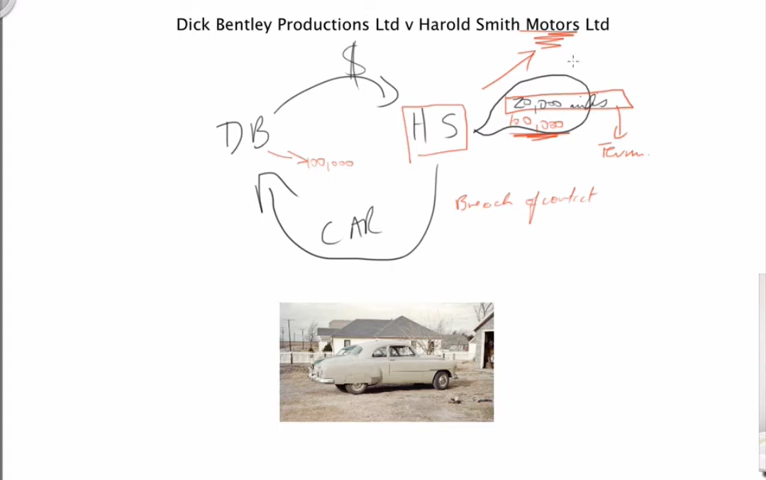 Dick Bentley Productions Ltd v Harold Smith Motors Ltd
$
20,000 miles
100,000
DB
HS
Term.
100,000
Breach of contract
CAR